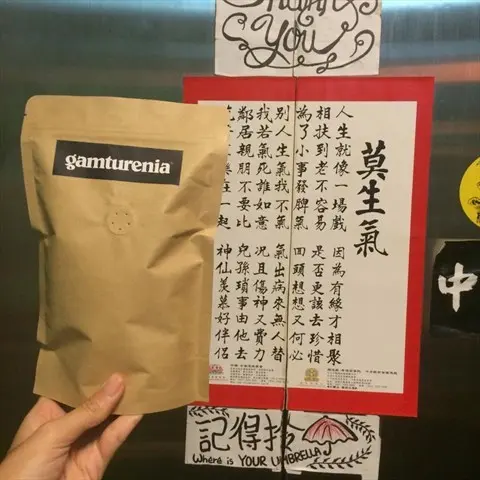 Thank
You
gamturenia
莫生氣
人生就像一場戲 因為有緣才相聚
相扶到老不容易 是否更該去珍惜
為了小事發脾氣 回頭想想又何必
別人生氣我不氣 氣出病來無人替
我若氣死誰如意 況且傷神又費力
鄰居親朋不要比 兒孫瑣事由他去
在一起 神仙羨慕好伴侶
中
記得拎
Where is YOUR UMBRELLA